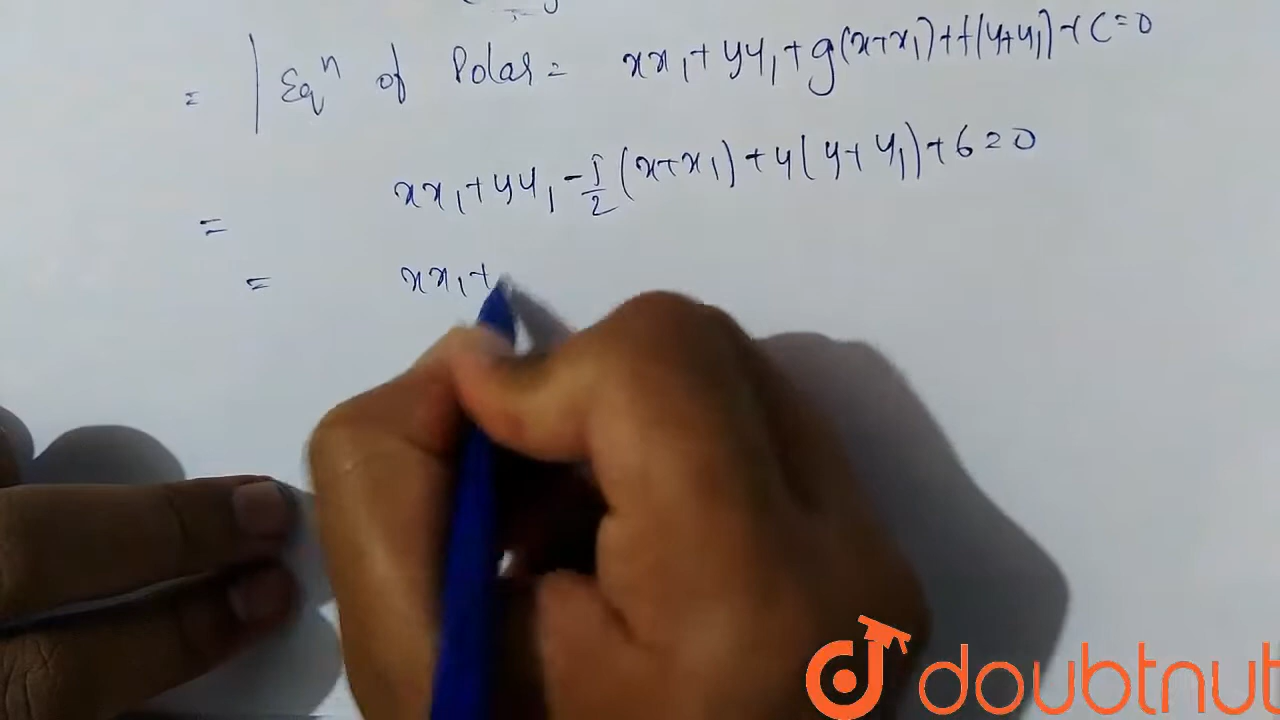 = | Eqⁿ of Polar = xx₁ + yy₁ + g(x+x₁) + f(y+y₁) + C = 0
= xx₁ + yy₁ - 5/2 (x+x₁) + 4(y+y₁) + 6 = 0
= xx₁ +
doubtnut